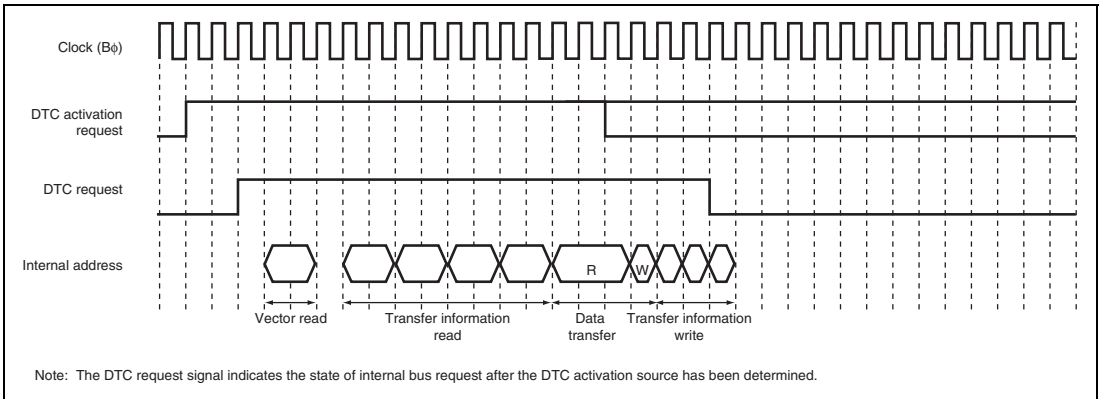 Clock (Bφ)
DTC activation
request
DTC request
Internal address
R
W
Vector read
Transfer information
read
Data
transfer
Transfer information
write
Note: The DTC request signal indicates the state of internal bus request after the DTC activation source has been determined.